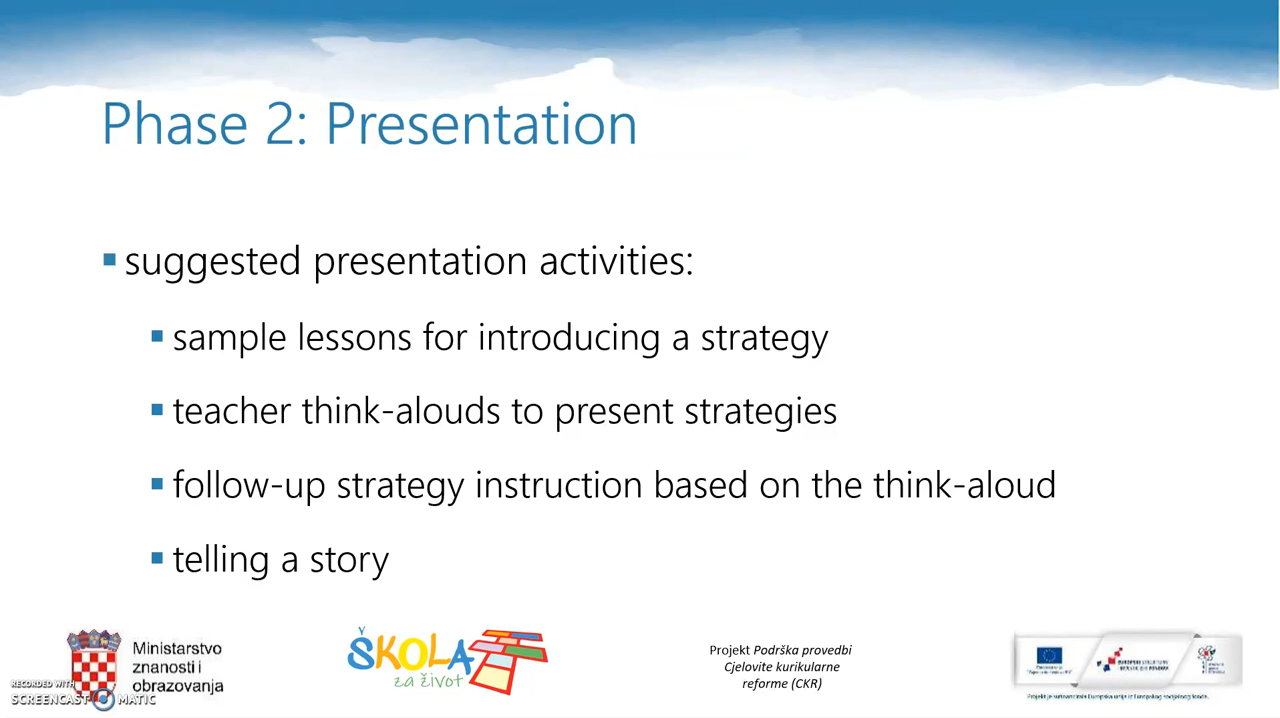 Phase 2: Presentation
suggested presentation activities:
sample lessons for introducing a strategy
teacher think-alouds to present strategies
follow-up strategy instruction based on the think-aloud
telling a story
Ministarstvo
znanosti i
obrazovanja
RECORDED WITH
SCREENCAST MATIC
ŠKOLA
za život
Projekt Podrška provedbi
Cjelovite kurikularne
reforme (CKR)